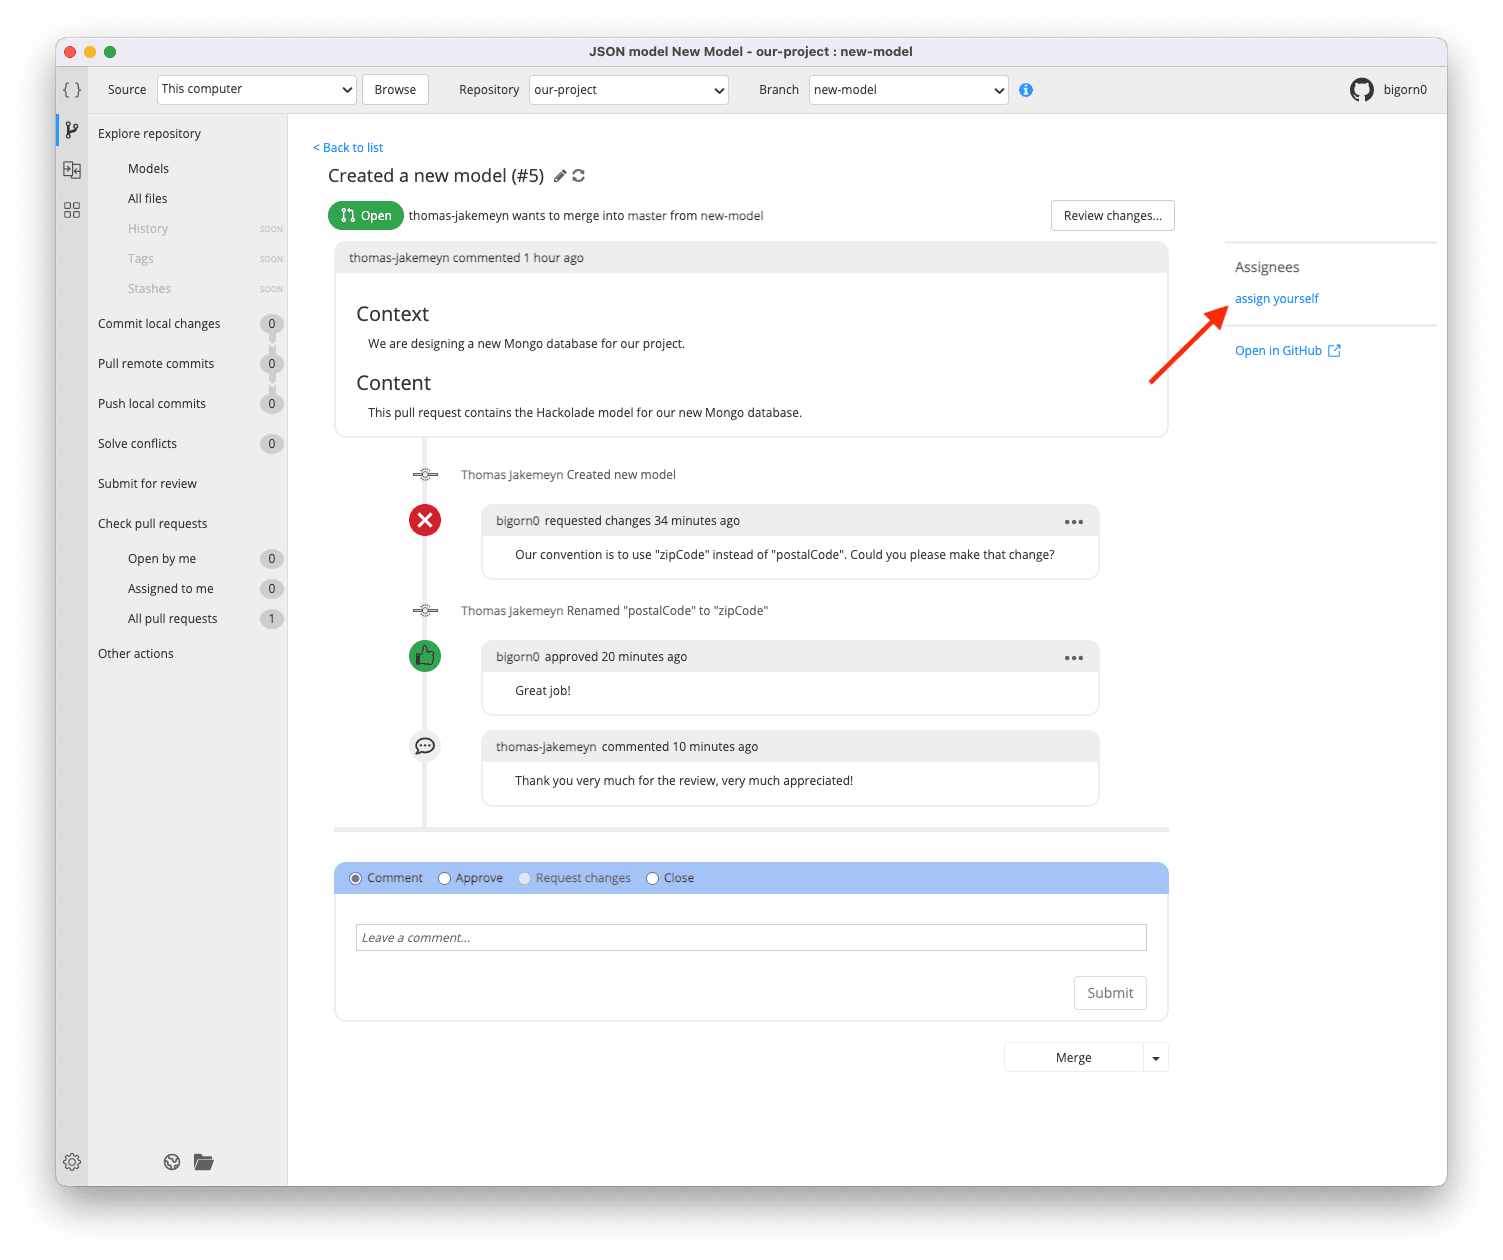 JSON model New Model - our-project : new-model
Source This computer Browse Repository our-project Branch new-model bigorn0
Explore repository
Models
All files
History SOON
Tags SOON
Stashes SOON
Commit local changes 0
Pull remote commits 0
Push local commits 0
Solve conflicts 0
Submit for review
Check pull requests
Open by me 0
Assigned to me 0
All pull requests 1
Other actions
< Back to list
Created a new model (#5)
Open thomas-jakemeyn wants to merge into master from new-model Review changes...
thomas-jakemeyn commented 1 hour ago
Context
We are designing a new Mongo database for our project.
Content
This pull request contains the Hackolade model for our new Mongo database.
Thomas Jakemeyn Created new model
bigorn0 requested changes 34 minutes ago
Our convention is to use "zipCode" instead of "postalCode". Could you please make that change?
Thomas Jakemeyn Renamed "postalCode" to "zipCode"
bigorn0 approved 20 minutes ago
Great job!
thomas-jakemeyn commented 10 minutes ago
Thank you very much for the review, very much appreciated!
Comment Approve Request changes Close
Leave a comment...
Submit
Merge
Assignees
assign yourself
Open in GitHub